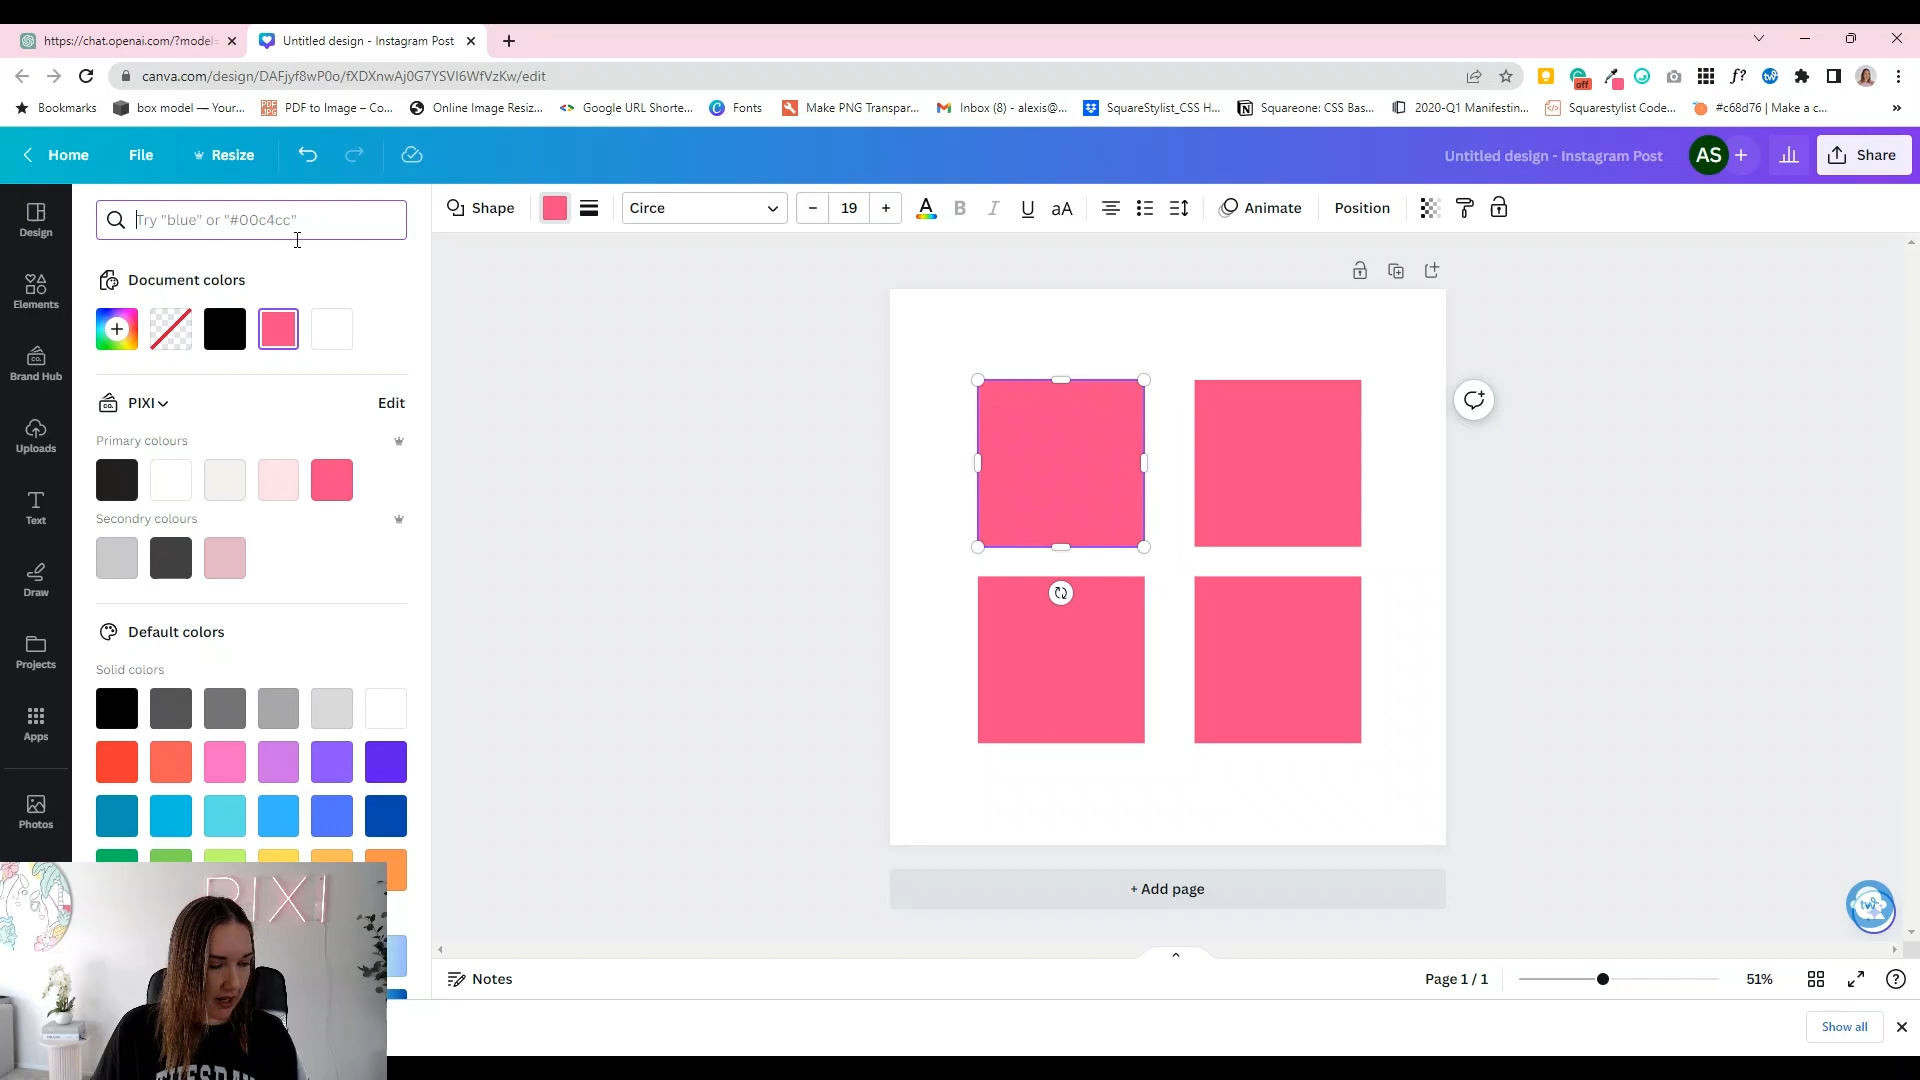 https://chat.openai.com/?model=
Untitled design - Instagram Post
canva.com/design/DAFjyf8wP0o/fXDXnwAj0G7YSVI6WfVzKw/edit
off
f?
Bookmarks
box model — Your...
PDF to Image – Co...
Online Image Resiz...
Google URL Shorte...
Fonts
Make PNG Transpar...
Inbox (8) - alexis@...
SquareStylist_CSS H...
Squareone: CSS Bas...
2020-Q1 Manifestin...
Squarestylist Code...
#c68d76 | Make a c...
Home
File
Resize
Untitled design - Instagram Post
AS
Share
Try "blue" or "#00c4cc"
Shape
Circe
19
A
B
I
U
aA
Animate
Position
Design
Elements
Brand Hub
Uploads
Text
Draw
Projects
Apps
Photos
Document colors
PIXI
Edit
Primary colours
Secondry colours
Default colors
Solid colors
+ Add page
Notes
Page 1 / 1
51%
Show all
PIXI
TUESDAY